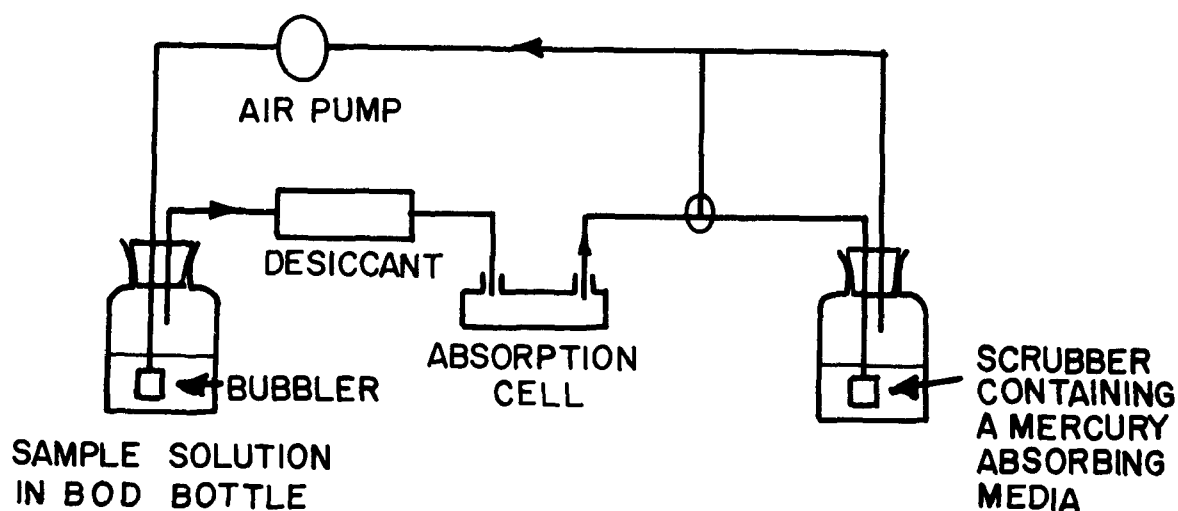 AIR PUMP
DESICCANT
ABSORPTION
CELL
BUBBLER
SCRUBBER
CONTAINING
A MERCURY
ABSORBING
MEDIA
SAMPLE SOLUTION
IN BOD BOTTLE